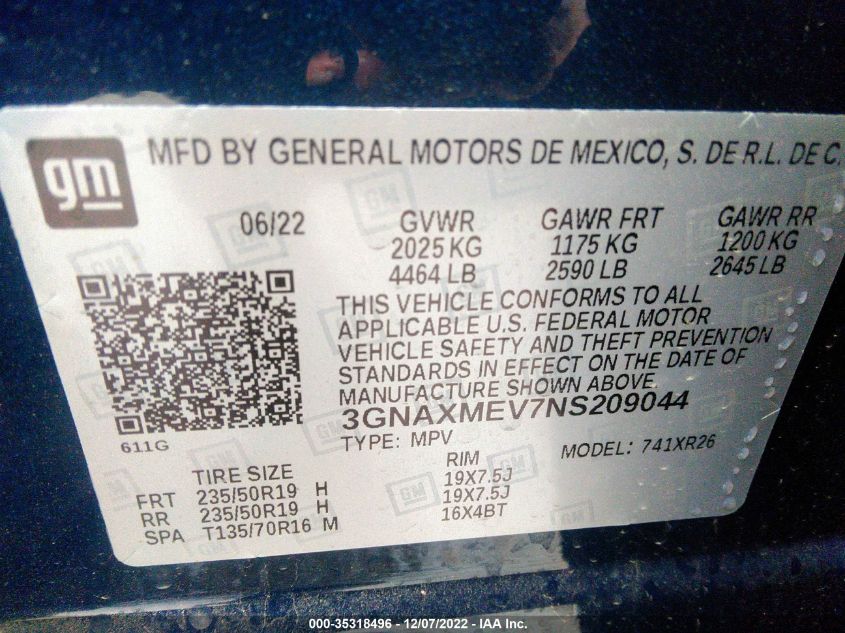 gm
MFD BY GENERAL MOTORS DE MEXICO, S. DE R.L. DE C.
06/22
GVWR
2025 KG
4464 LB
GAWR FRT
1175 KG
2590 LB
GAWR RR
1200 KG
2645 LB
THIS VEHICLE CONFORMS TO ALL
APPLICABLE U.S. FEDERAL MOTOR
VEHICLE SAFETY AND THEFT PREVENTION
STANDARDS IN EFFECT ON THE DATE OF
MANUFACTURE SHOWN ABOVE
3GNAXMEV7NS209044
611G
TYPE: MPV
MODEL: 741XR26
TIRE SIZE
RIM
FRT 235/50R19 H 19X7.5J
RR 235/50R19 H 19X7.5J
SPA T135/70R16 M 16X4BT
000-35318496 - 12/07/2022 - IAA Inc.